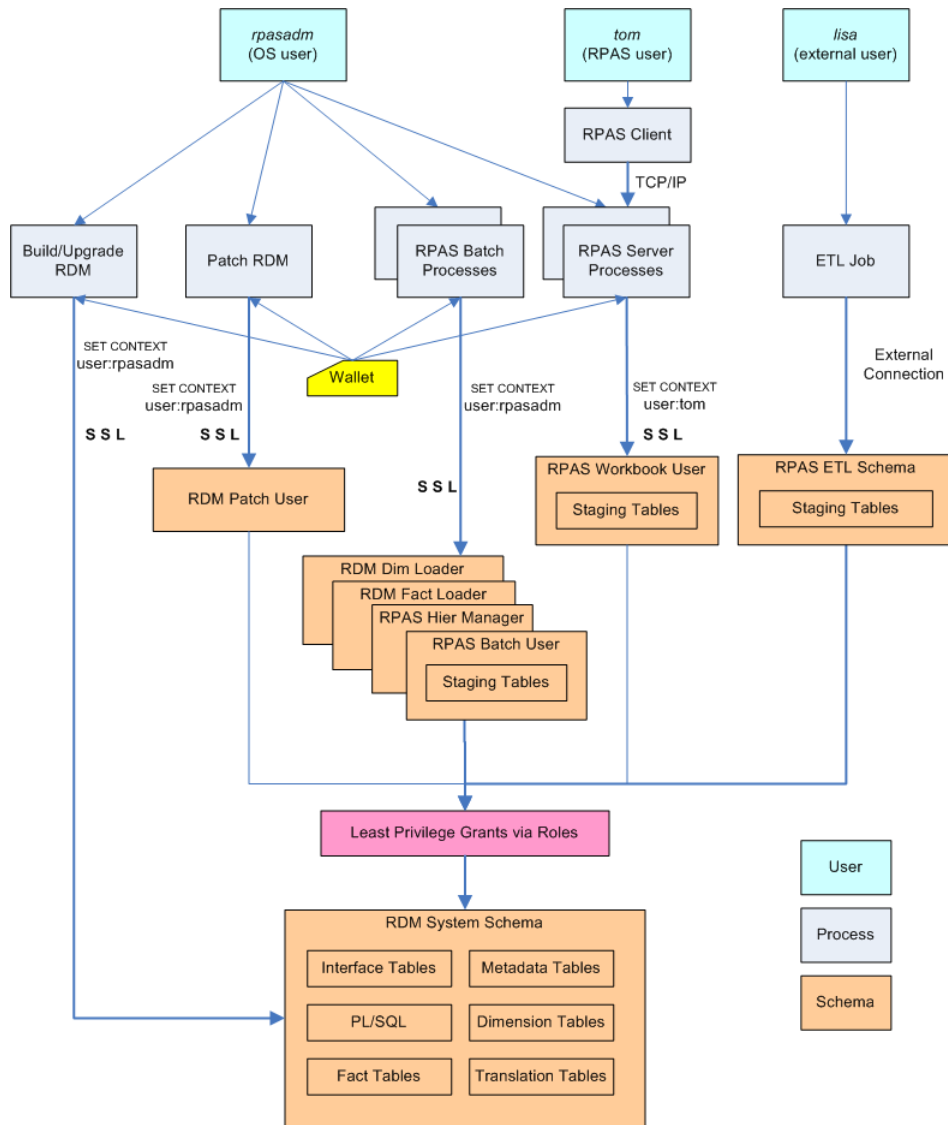 rpasadm
(OS user)
tom
(RPAS user)
lisa
(external user)
RPAS Client
TCP/IP
Build/Upgrade
RDM
Patch RDM
RPAS Batch
Processes
RPAS Server
Processes
ETL Job
SET CONTEXT
user:rpasadm
S S L
SET CONTEXT
user:rpasadm
S S L
Wallet
SET CONTEXT
user:rpasadm
S S L
SET CONTEXT
user:tom
S S L
External
Connection
RDM Patch User
RPAS Workbook User
Staging Tables
RPAS ETL Schema
Staging Tables
RDM Dim Loader
RDM Fact Loader
RPAS Hier Manager
RPAS Batch User
Staging Tables
Least Privilege Grants via Roles
RDM System Schema
Interface Tables
Metadata Tables
PL/SQL
Dimension Tables
Fact Tables
Translation Tables
User
Process
Schema